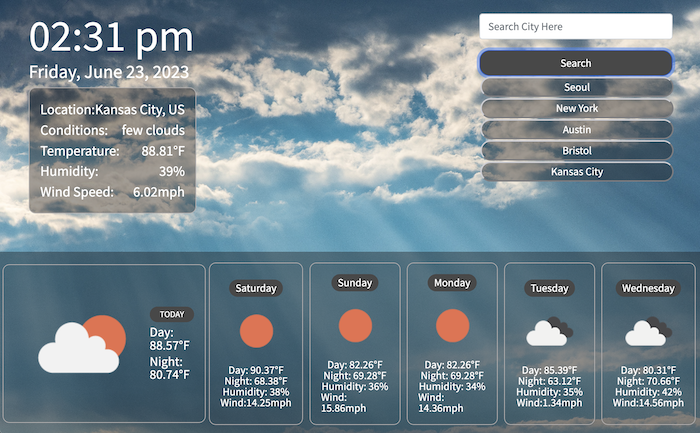 02:31 pm
Friday, June 23, 2023
Location:Kansas City, US
Conditions: few clouds
Temperature: 88.81°F
Humidity: 39%
Wind Speed: 6.02mph
Search City Here
Search
Seoul
New York
Austin
Bristol
Kansas City
TODAY
Day:
88.57°F
Night:
80.74°F
Saturday
Day: 90.37°F
Night: 68.38°F
Humidity: 38%
Wind:14.25mph
Sunday
Day: 82.26°F
Night: 69.28°F
Humidity: 36%
Wind:
15.86mph
Monday
Day: 82.26°F
Night: 69.28°F
Humidity: 34%
Wind:
14.36mph
Tuesday
Day: 85.39°F
Night: 63.12°F
Humidity: 35%
Wind:1.34mph
Wednesday
Day: 80.31°F
Night: 70.66°F
Humidity: 42%
Wind:14.56mph